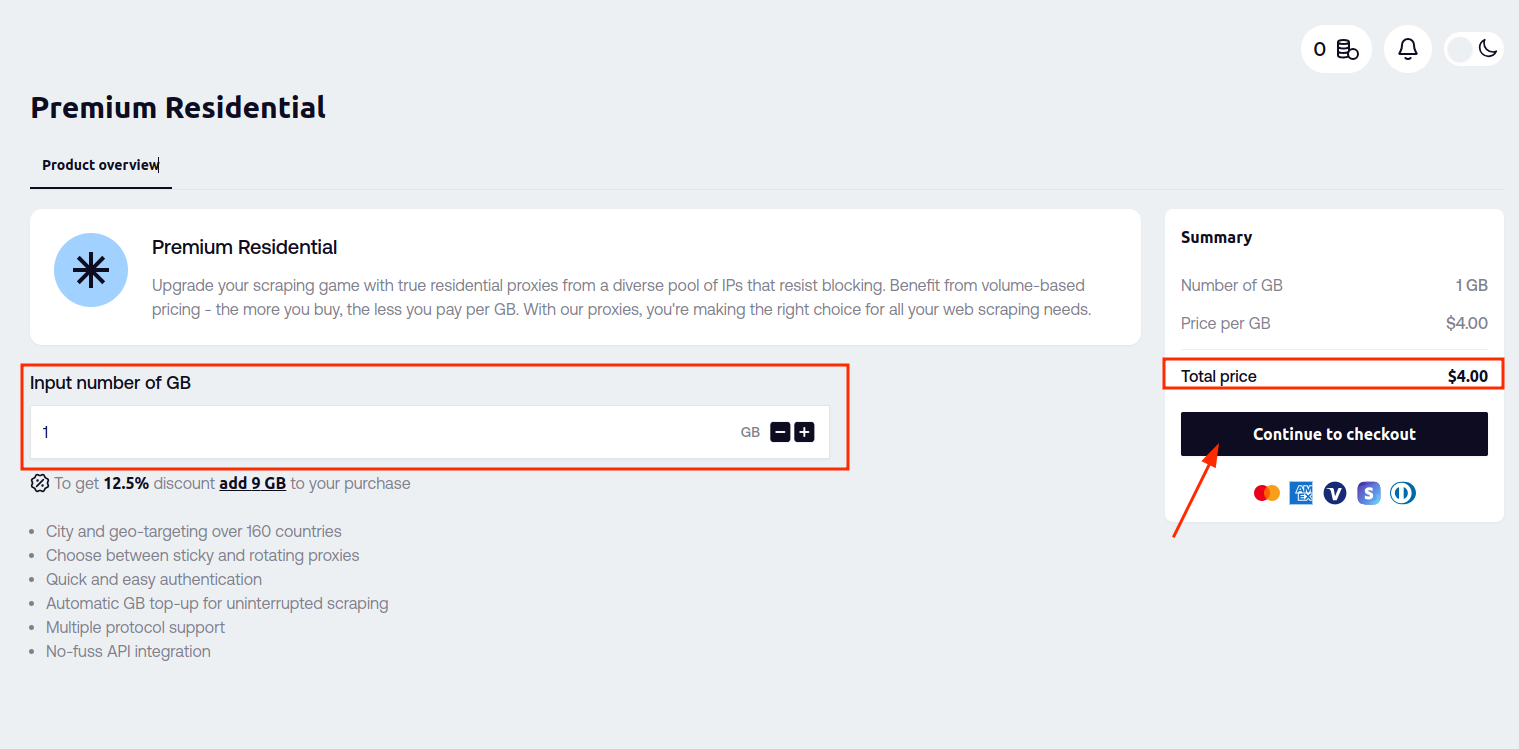 0
Premium Residential
Product overview
Premium Residential
Upgrade your scraping game with true residential proxies from a diverse pool of IPs that resist blocking. Benefit from volume-based
pricing - the more you buy, the less you pay per GB. With our proxies, you're making the right choice for all your web scraping needs.
Input number of GB
1 GB
To get 12.5% discount add 9 GB to your purchase
City and geo-targeting over 160 countries
Choose between sticky and rotating proxies
Quick and easy authentication
Automatic GB top-up for uninterrupted scraping
Multiple protocol support
No-fuss API integration
Summary
Number of GB 1 GB
Price per GB $4.00
Total price $4.00
Continue to checkout
AM EX V S